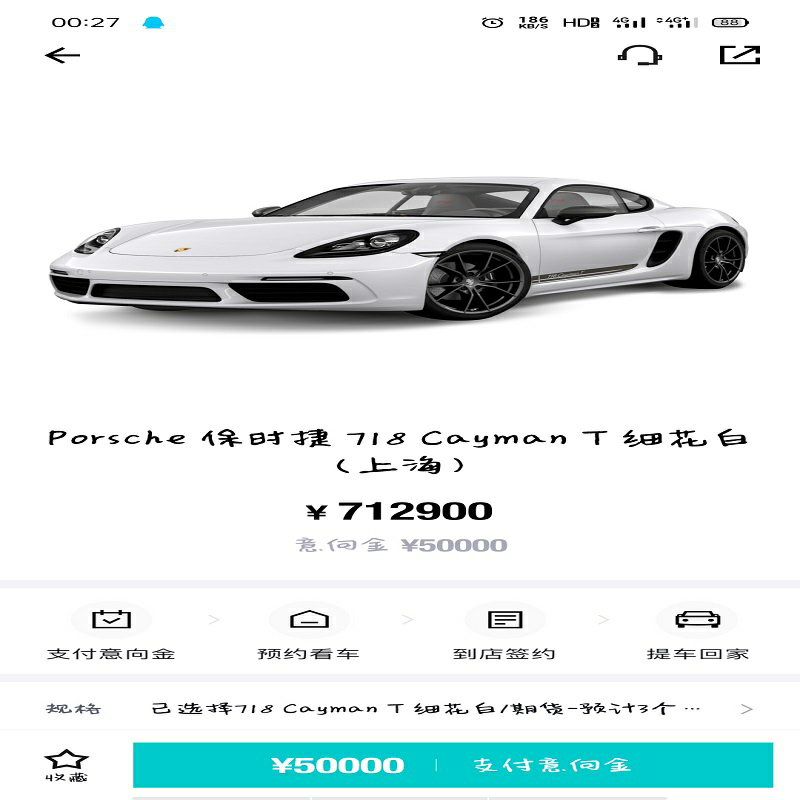 00:27
186 KB/S HD 4G 4G+ 88
Porsche 保时捷 718 Cayman T 细花白
（上海）
¥ 712900
意向金 ¥50000
支付意向金 预约看车 到店签约 提车回家
规格 已选择718 Cayman T 细花白/期货-预计3个 ···
收藏 ¥50000 支付意向金